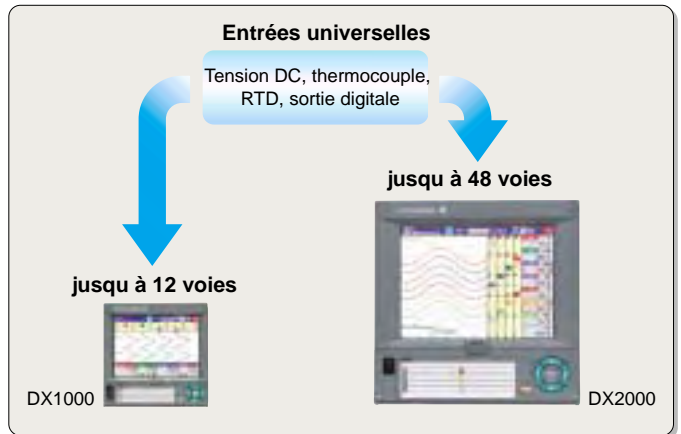 Entrées universelles
Tension DC, thermocouple,
RTD, sortie digitale
jusqu à 48 voies
jusqu à 12 voies
DX1000
DX2000